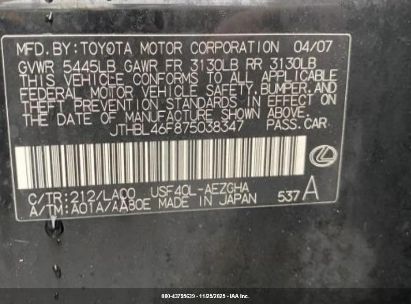 MFD.BY:TOYOTA MOTOR CORPORATION 04/07
GVWR 5445LB GAWR FR 3130LB RR 3130LB
THIS VEHICLE CONFORMS TO ALL APPLICABLE
FEDERAL MOTOR VEHICLE SAFETY, BUMPER, AND
THEFT PREVENTION STANDARDS IN EFFECT ON
THE DATE OF MANUFACTURE SHOWN ABOVE.
JTHBL46F875038347 PASS.CAR
C/TR:212/LA00 USF40L-AEZGHA
A/TM:A01A/AA80E MADE IN JAPAN 537A